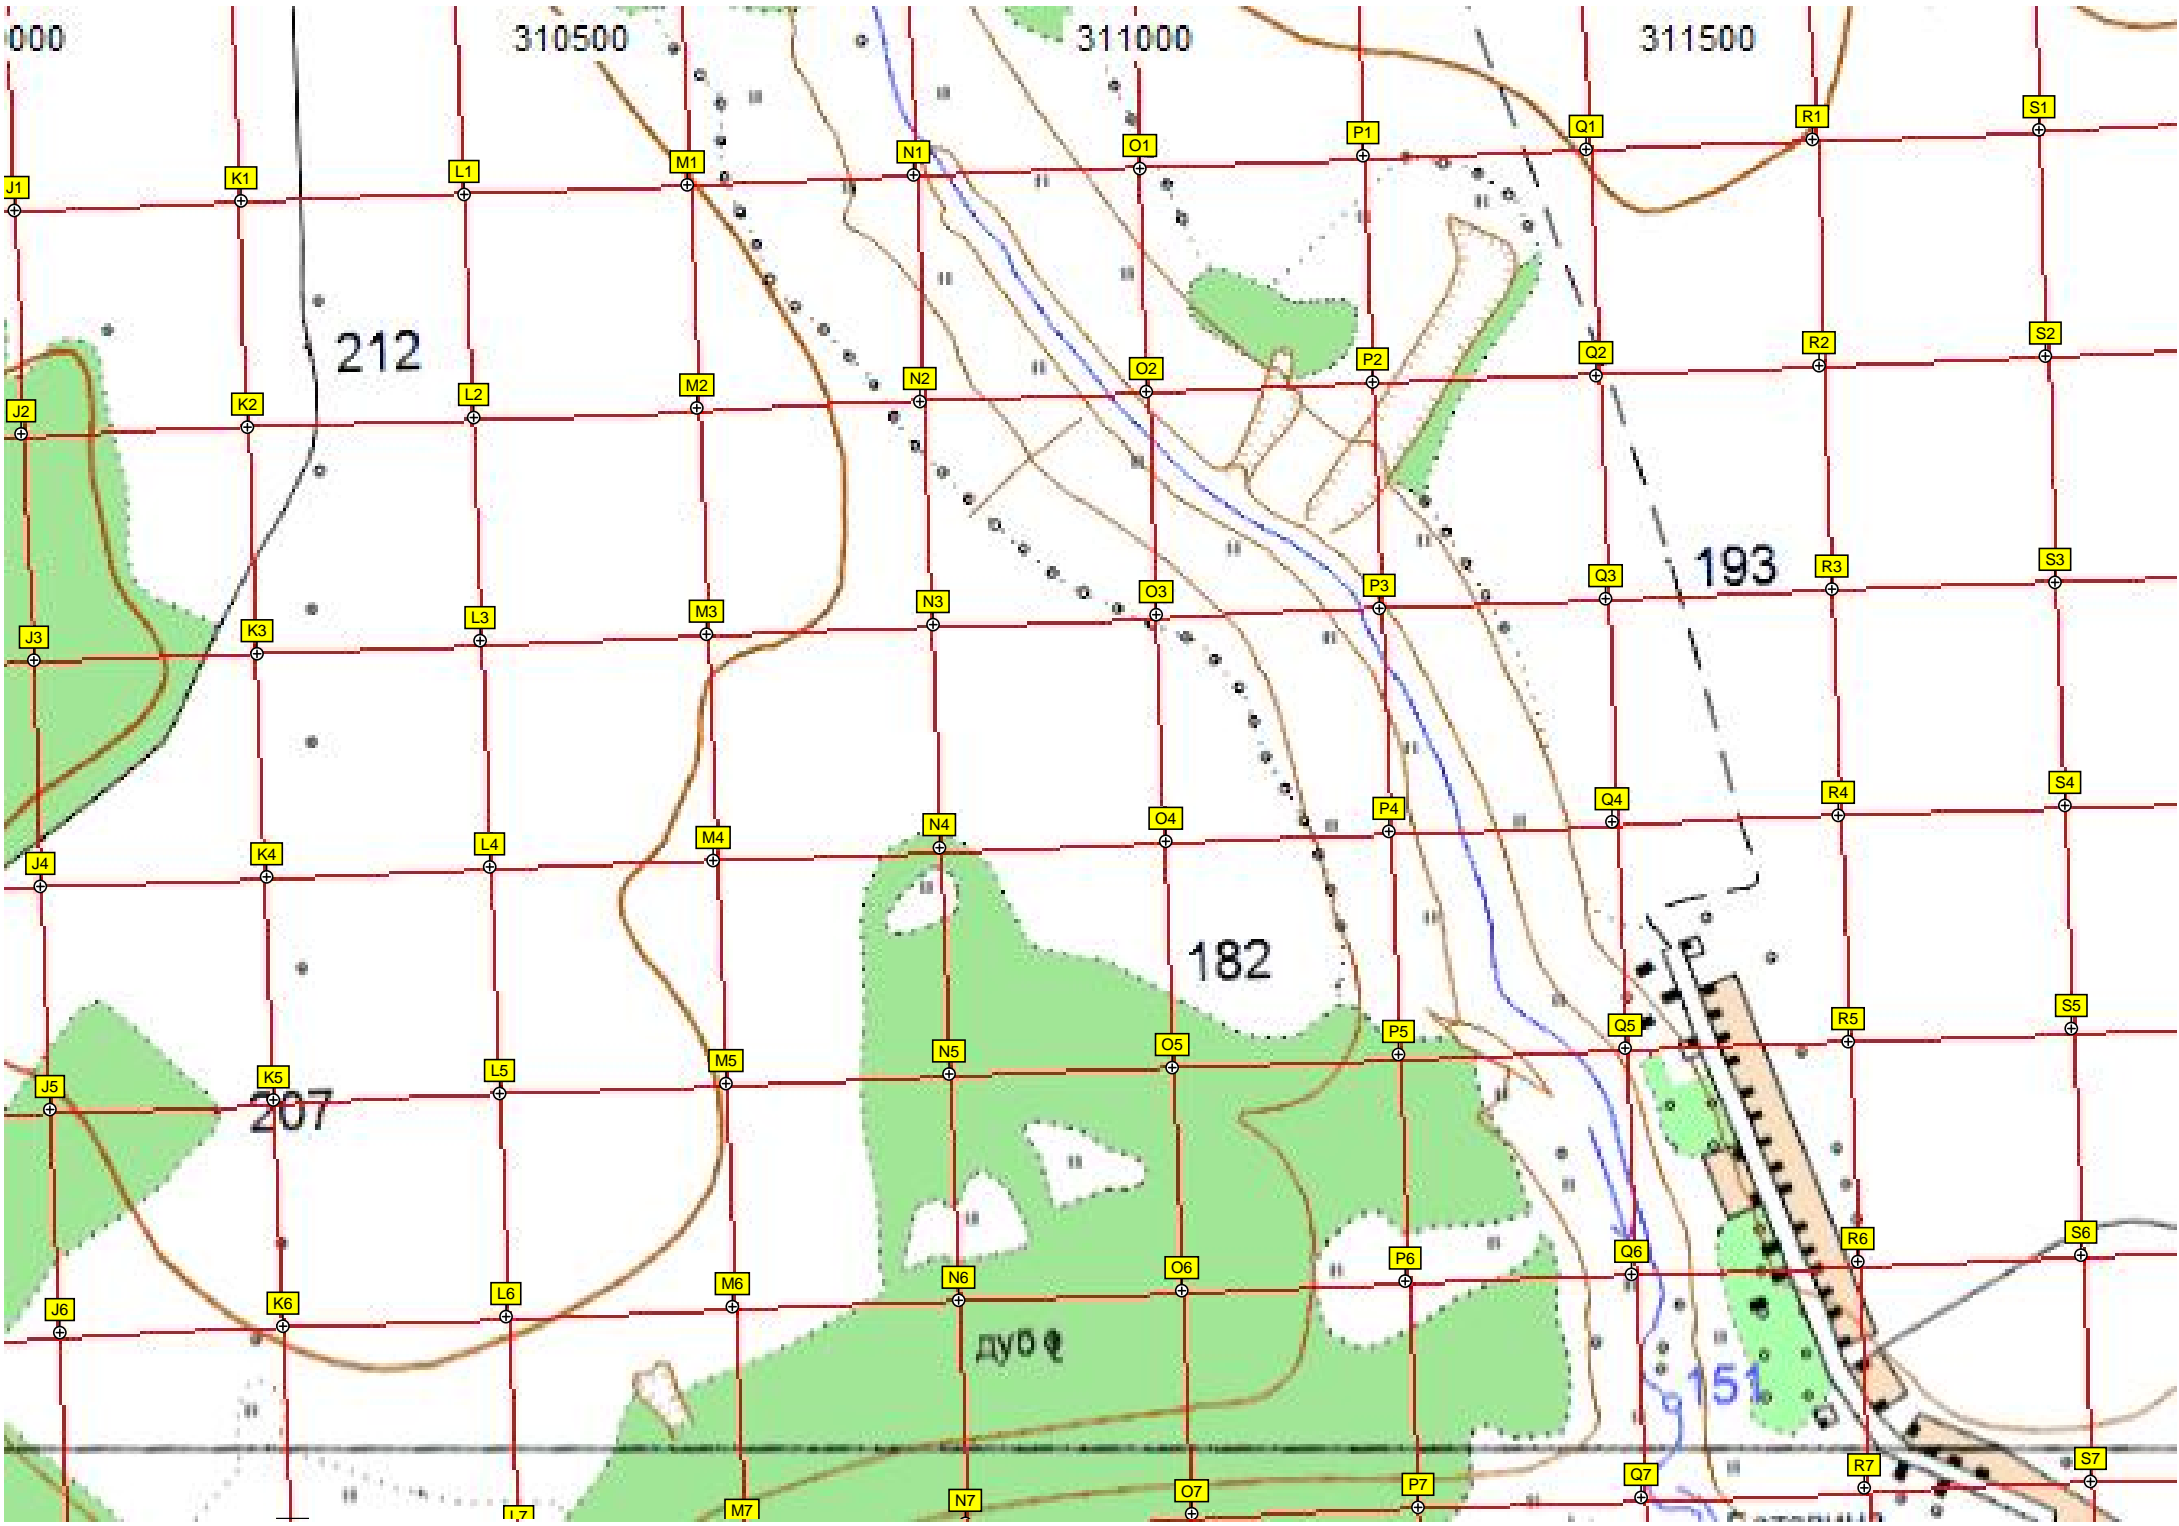 000 310500 311000 311500
S1
R1
Q1
P1
O1
N1
M1
L1
K1
J1
212
S2
R2
Q2
P2
O2
N2
M2
L2
K2
J2
193
S3
R3
Q3
P3
O3
N3
M3
L3
K3
J3
S4
R4
Q4
P4
O4
N4
M4
L4
K4
J4
182
S5
R5
Q5
P5
O5
N5
M5
L5
K5
J5
207
S6
R6
Q6
P6
O6
N6
M6
L6
K6
J6
дуб
151
S7
R7
Q7
P7
O7
N7
M7
L7